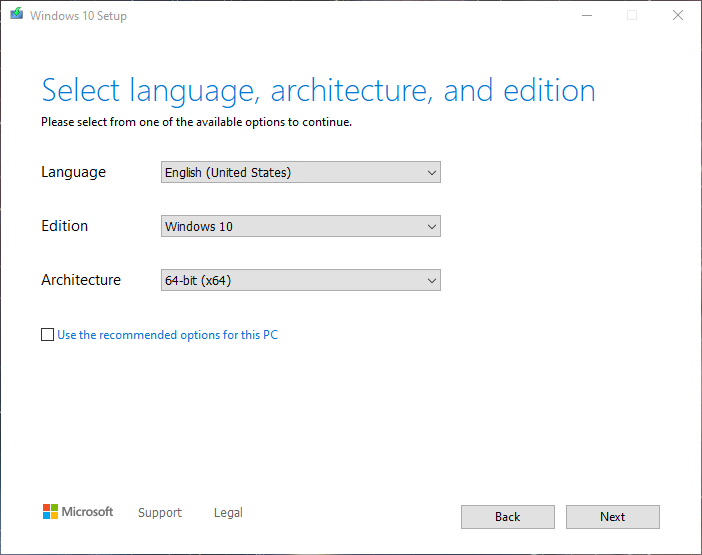 Windows 10 Setup
Select language, architecture, and edition
Please select from one of the available options to continue.
Language English (United States)
Edition Windows 10
Architecture 64-bit (x64)
Use the recommended options for this PC
Microsoft Support Legal Back Next